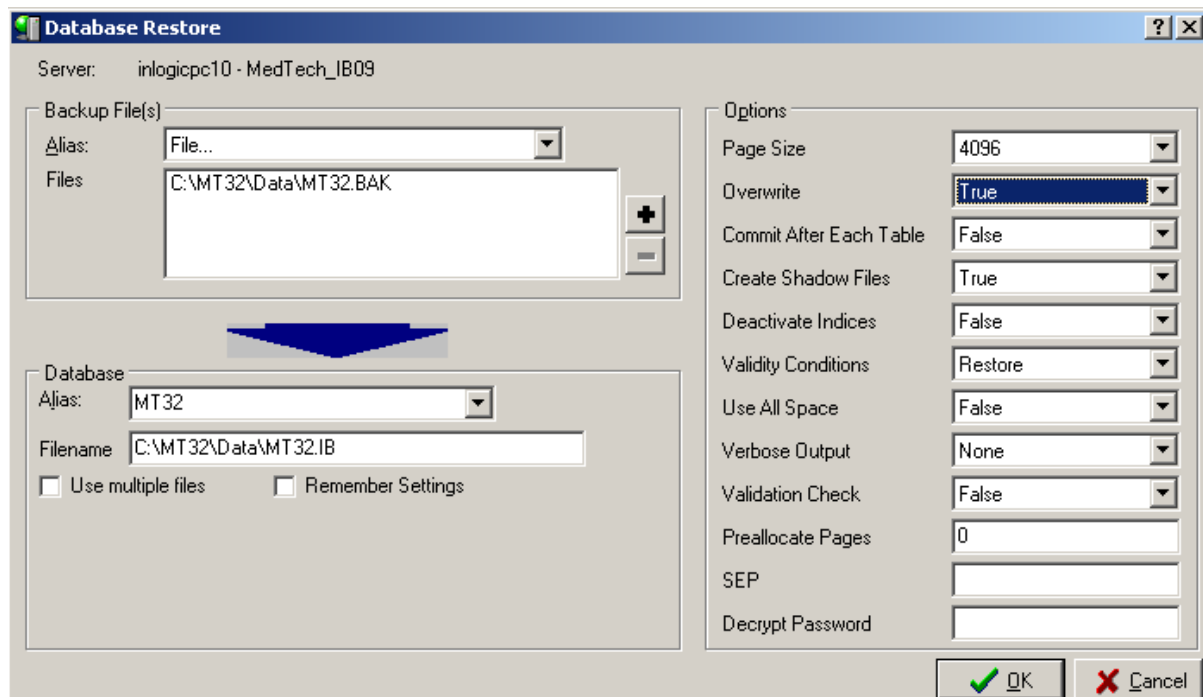 Database Restore
Server: inlogicpc10 - MedTech_IB09
Backup File(s)
Alias: File...
Files C:\MT32\Data\MT32.BAK
Database
Alias: MT32
Filename C:\MT32\Data\MT32.IB
Use multiple files Remember Settings
Options
Page Size 4096
Overwrite True
Commit After Each Table False
Create Shadow Files True
Deactivate Indices False
Validity Conditions Restore
Use All Space False
Verbose Output None
Validation Check False
Preallocate Pages 0
SEP
Decrypt Password
OK Cancel